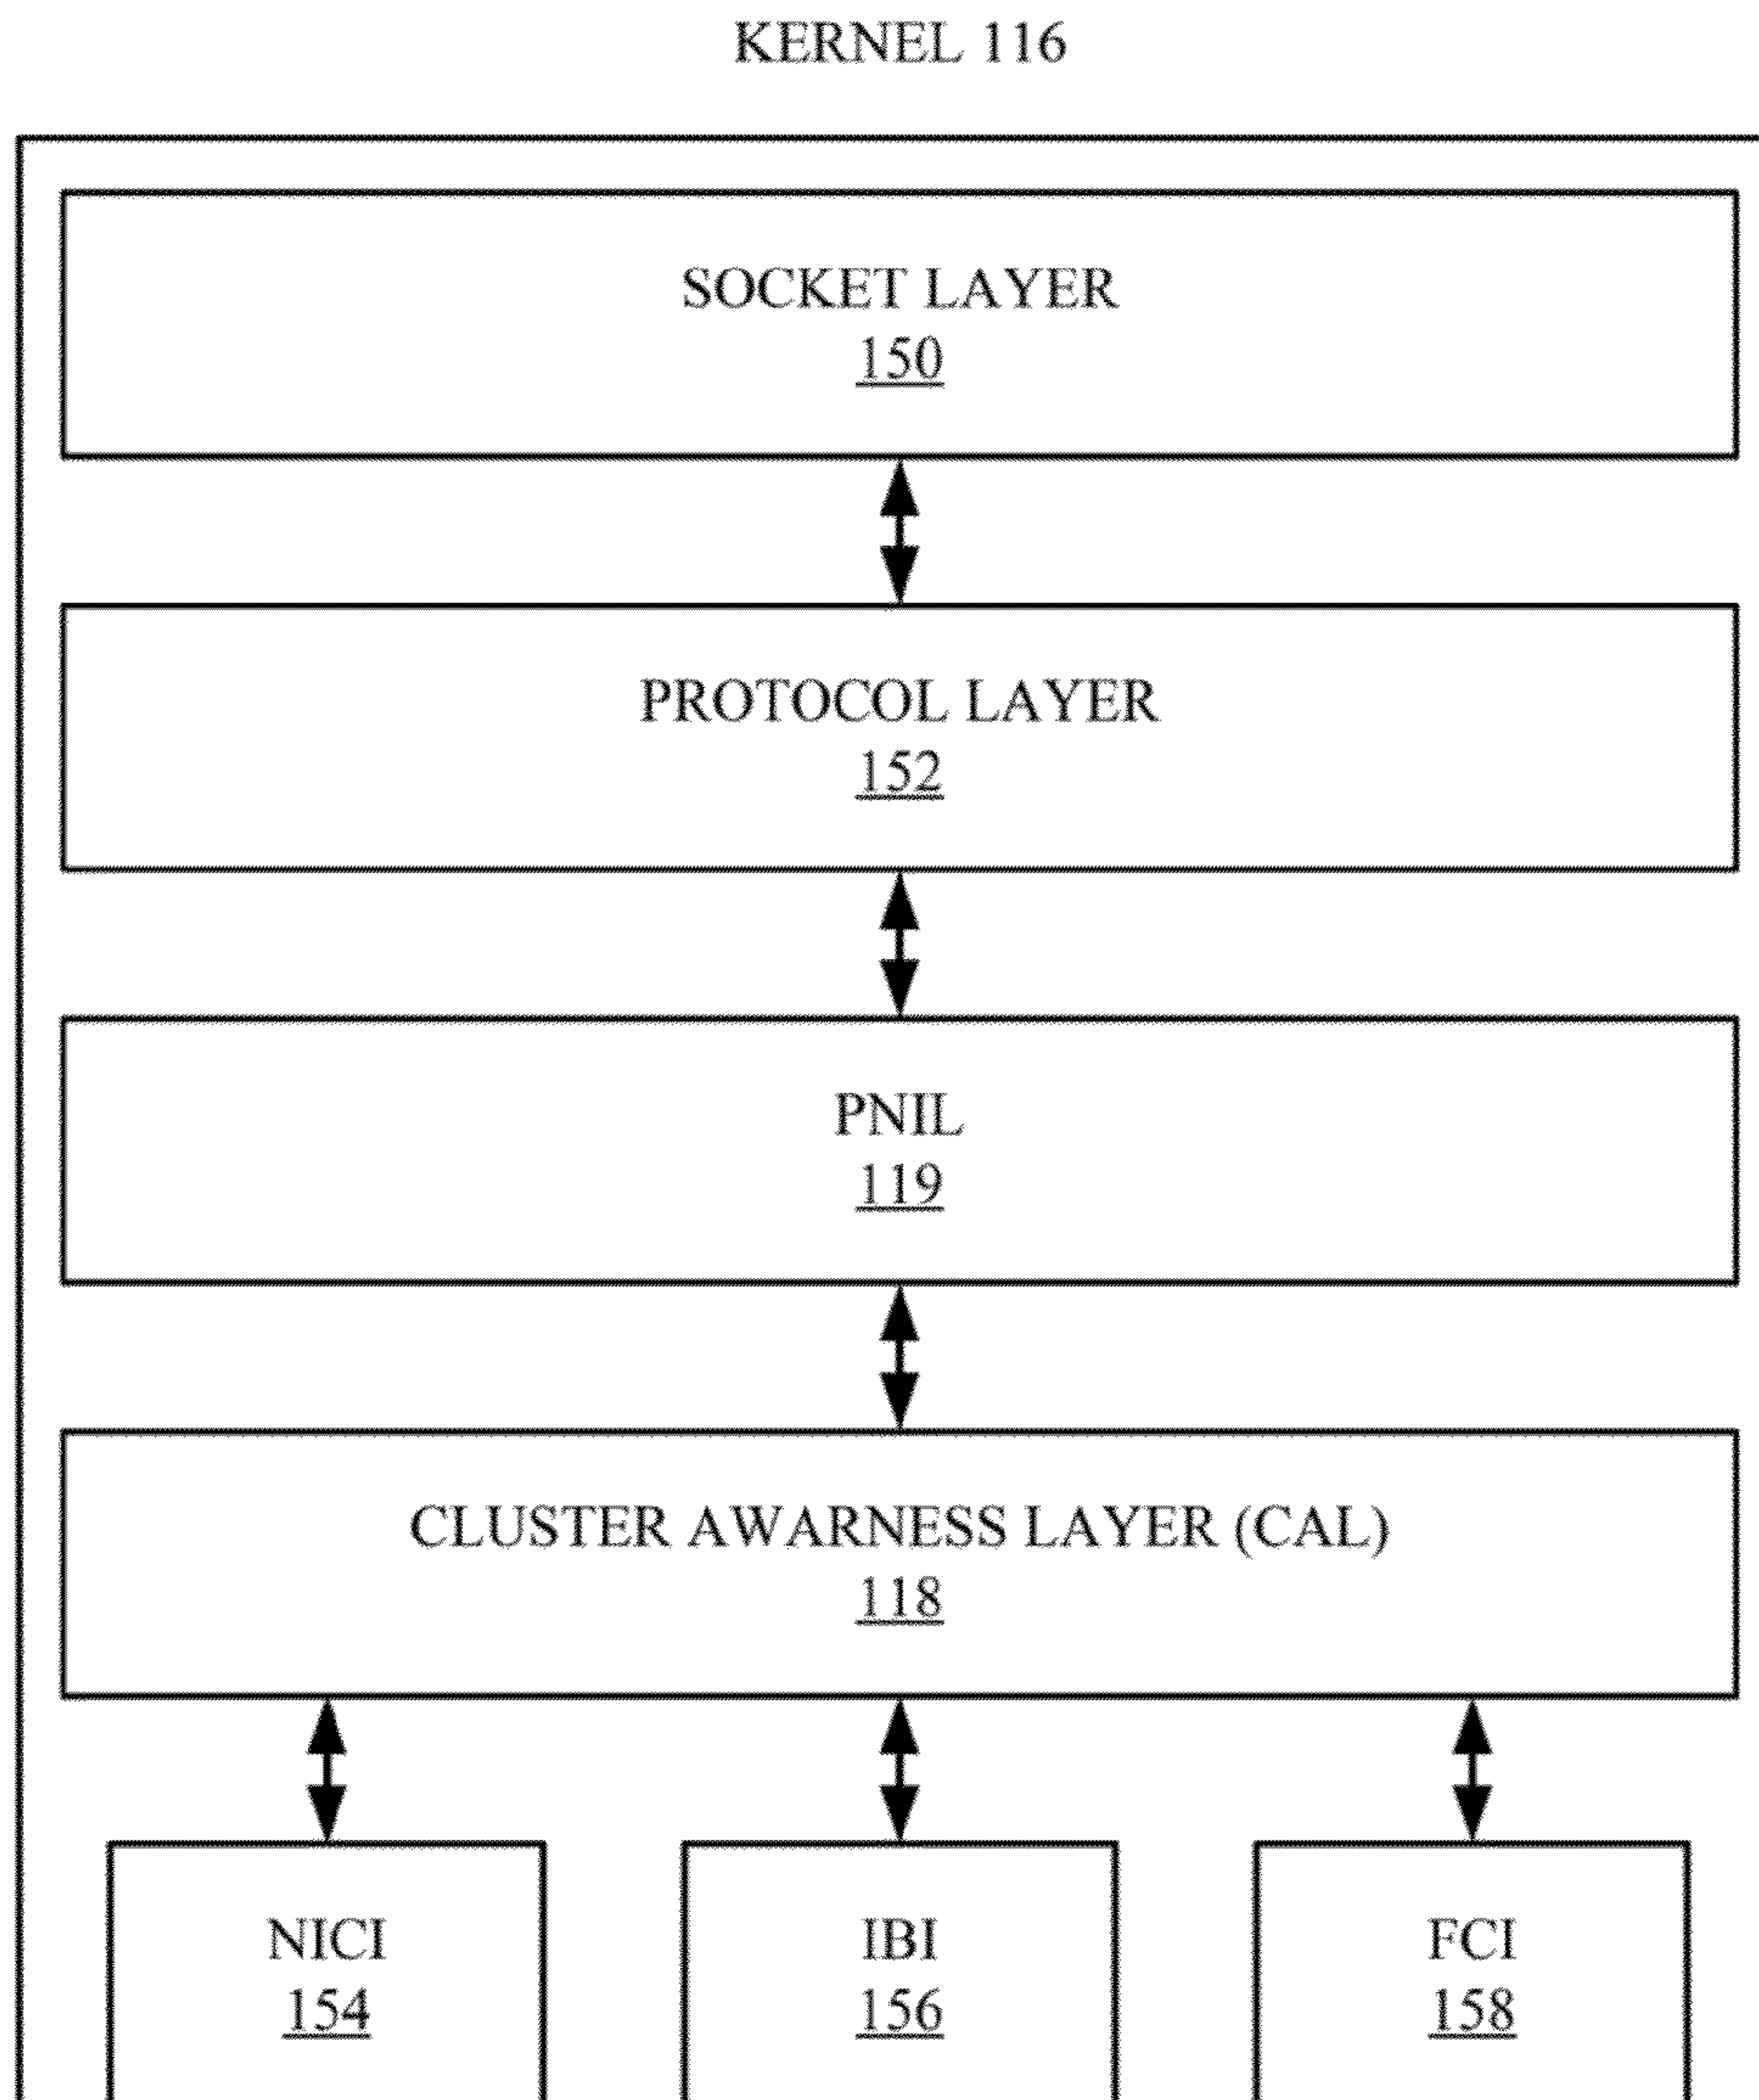 KERNEL 116
SOCKET LAYER
150
PROTOCOL LAYER
152
PNIL
119
CLUSTER AWARNESS LAYER (CAL)
118
NICI
154
IBI
156
FCI
158